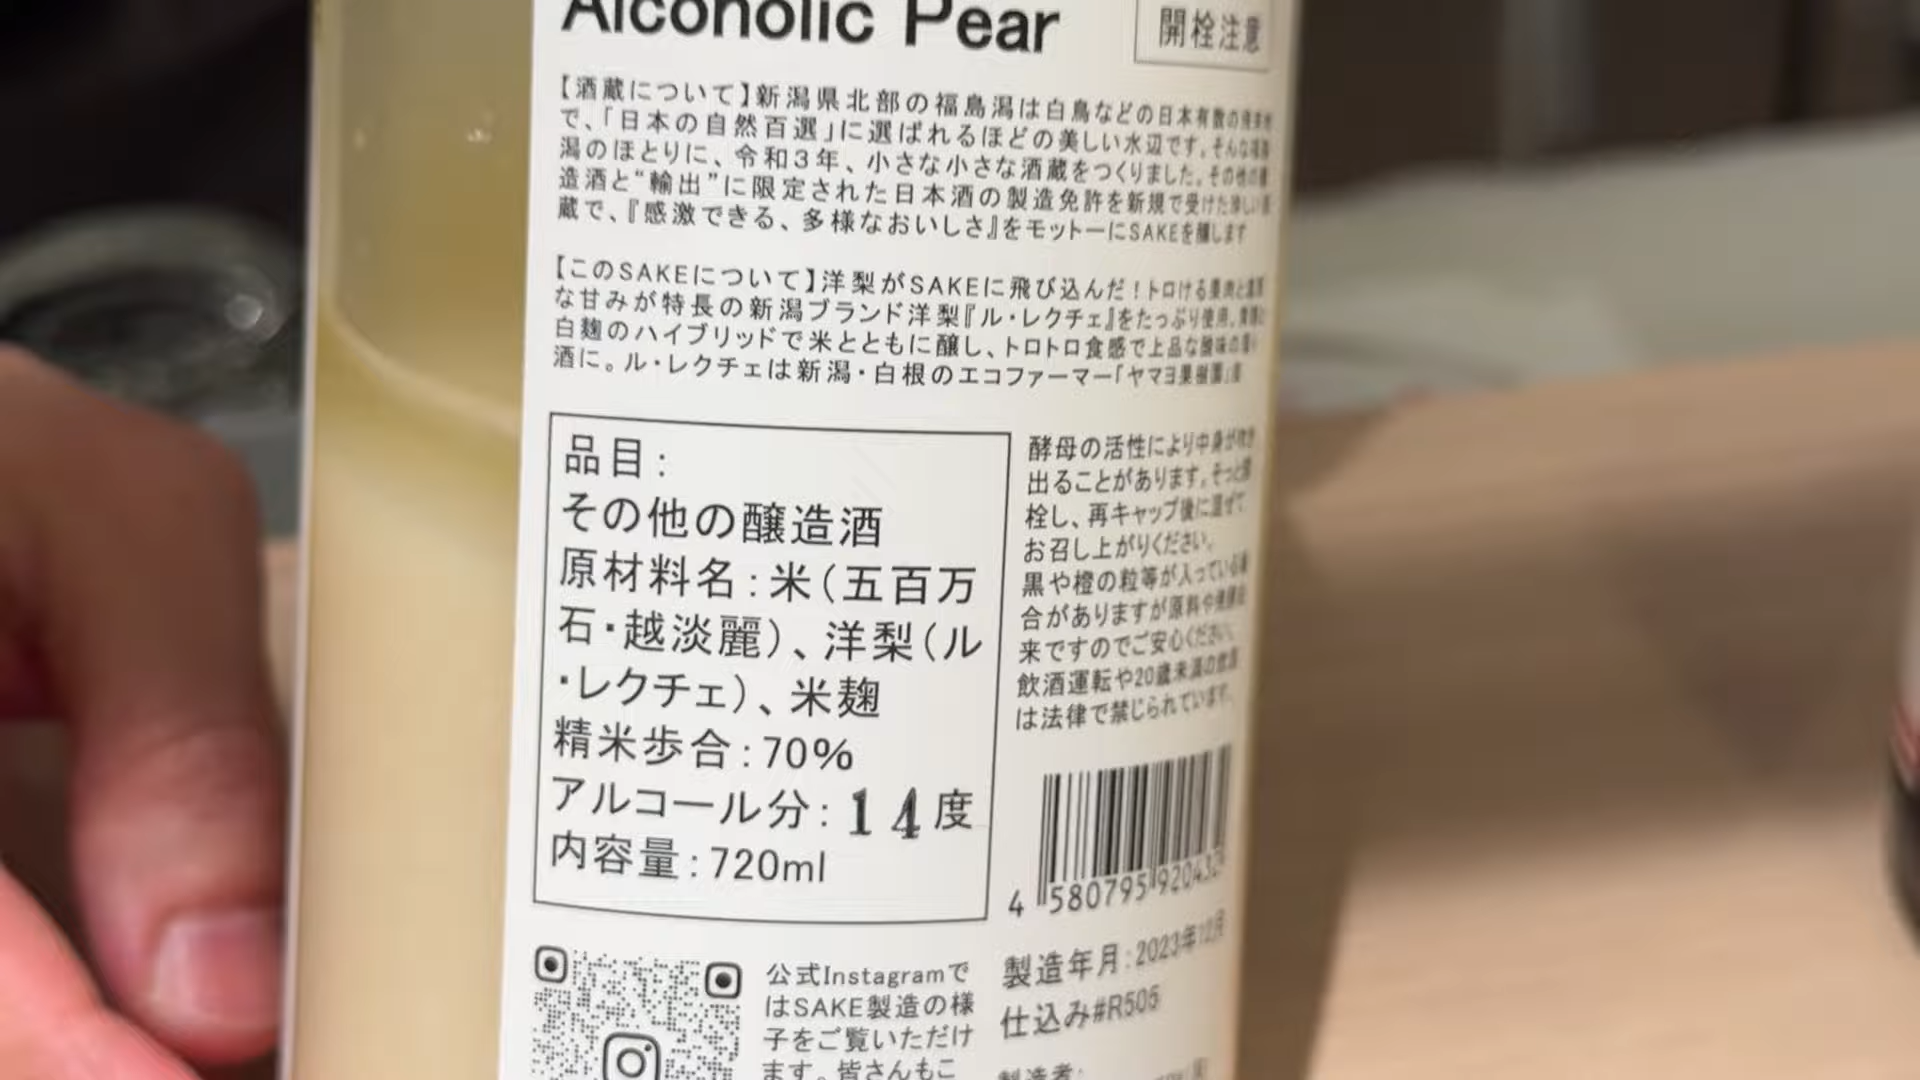 Alcoholic Pear
開栓注意
【酒蔵について】新潟県北部の福島潟は白鳥などの日本有数の
で、「日本の自然百選」に選ばれるほどの美しい水辺です。そんな
潟のほとりに、令和3年、小さな小さな酒蔵をつくりました。その他の醸
造酒と“輸出”に限定された日本酒の製造免許を新規で受けた珍しい
蔵で、『感激できる、多様なおいしさ』をモットーにSAKEを醸します
【このSAKEについて】洋梨がSAKEに飛び込んだ！トロける果肉と
な甘みが特長の新潟ブランド洋梨『ル・レクチェ』をたっぷり使用。
白麹のハイブリッドで米とともに醸し、トロトロ食感で上品な酸味の
酒に。ル・レクチェは新潟・白根のエコファーマー「ヤマヨ果樹園」
品目：
その他の醸造酒
原材料名：米（五百万
石・越淡麗）、洋梨（ル
・レクチェ）、米麹
精米歩合：70%
アルコール分：14度
内容量：720ml
酵母の活性により中身が吹き
出ることがあります。そっと開
栓し、再キャップ後に混ぜて
お召し上がりください。
黒や橙の粒等が入っている場
合がありますが原料や
来ですのでご安心ください。
飲酒運転や20歳未満の飲酒
は法律で禁じられています。
4 580795 920432
製造年月：2023年12月
仕込み#R505
製造者：
公式Instagramで
はSAKE製造の様
子をご覧いただけ
ます。皆さんもこ